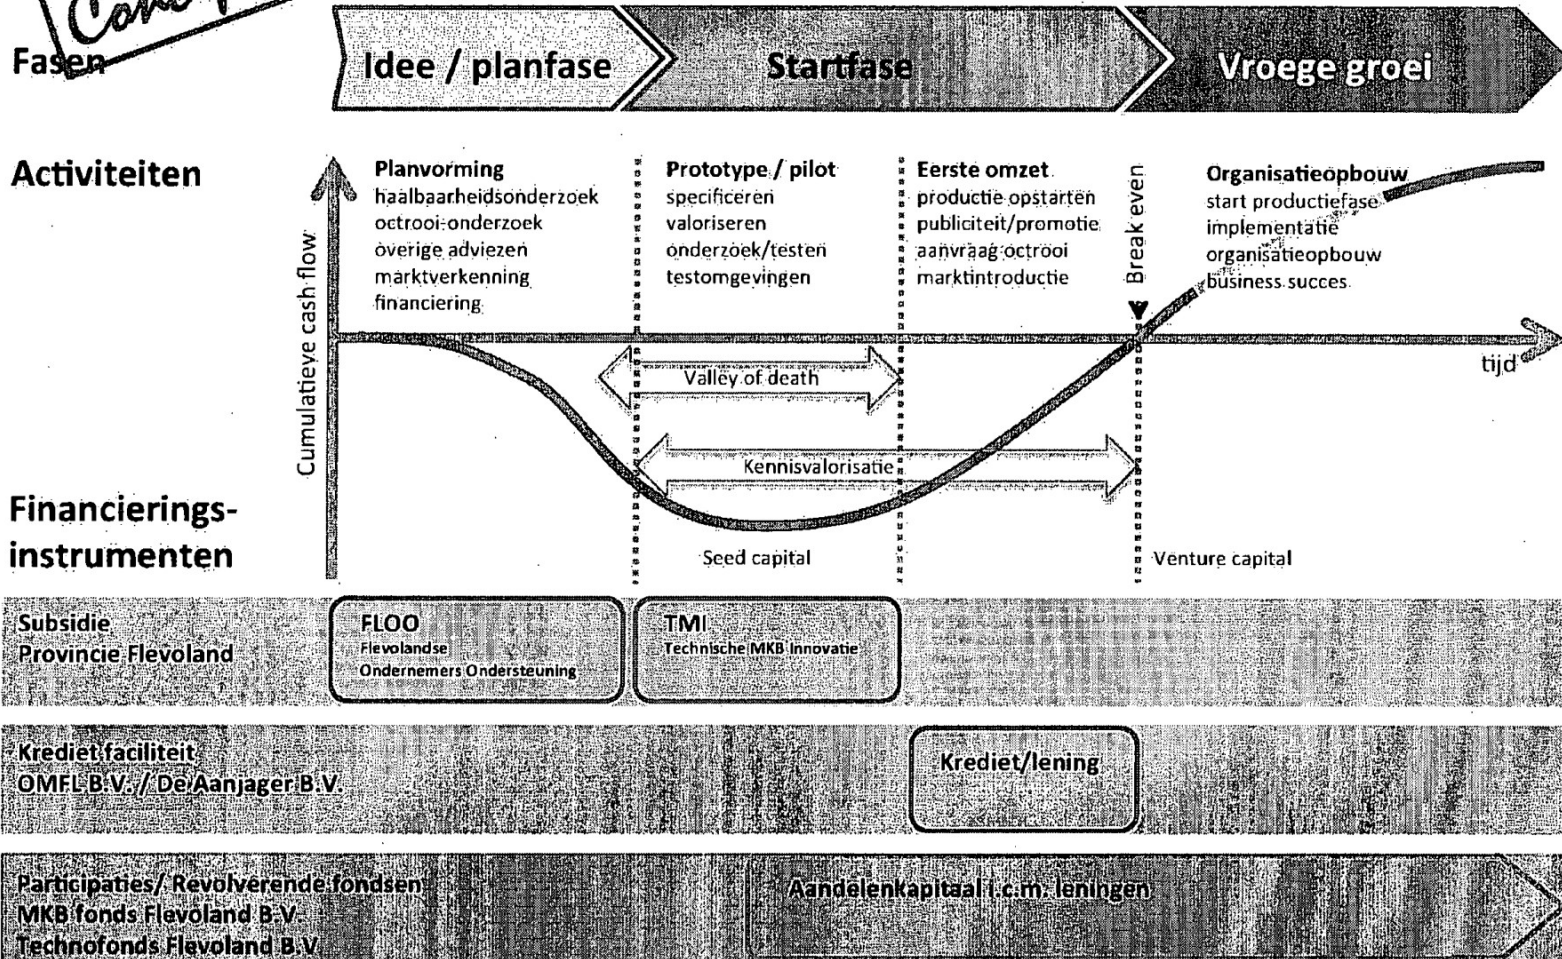 Conc
Fasen
Idee / planfase
Startfase
Vroege groei
Activiteiten
Cumulatieve cash flow
Planvorming
haalbaarheidsonderzoek
octrooi-onderzoek
overige adviezen
marktverkenning
financiering
Prototype / pilot
specificeren
valoriseren
onderzoek/testen
testomgevingen
Eerste omzet
productie opstarten
publiciteit/promotie
aanvraag octrooi
marktintroductie
Break even
Organisatieopbouw
start productiefase
implementatie
organisatieopbouw
business succes
tijd
Valley of death
Kennisvalorisatie
Financierings-
instrumenten
Seed capital
Venture capital
Subsidie
Provincie Flevoland
FLOO
Flevolandse
Ondernemers Ondersteuning
TMI
Technische MKB Innovatie
Krediet faciliteit
OMFL B.V. / De Aanjager B.V.
Krediet/lening
Participaties/ Revolverende fondsen
MKB fonds Flevoland B.V.
Technofonds Flevoland B.V.
Aandelenkapitaal i.c.m. leningen